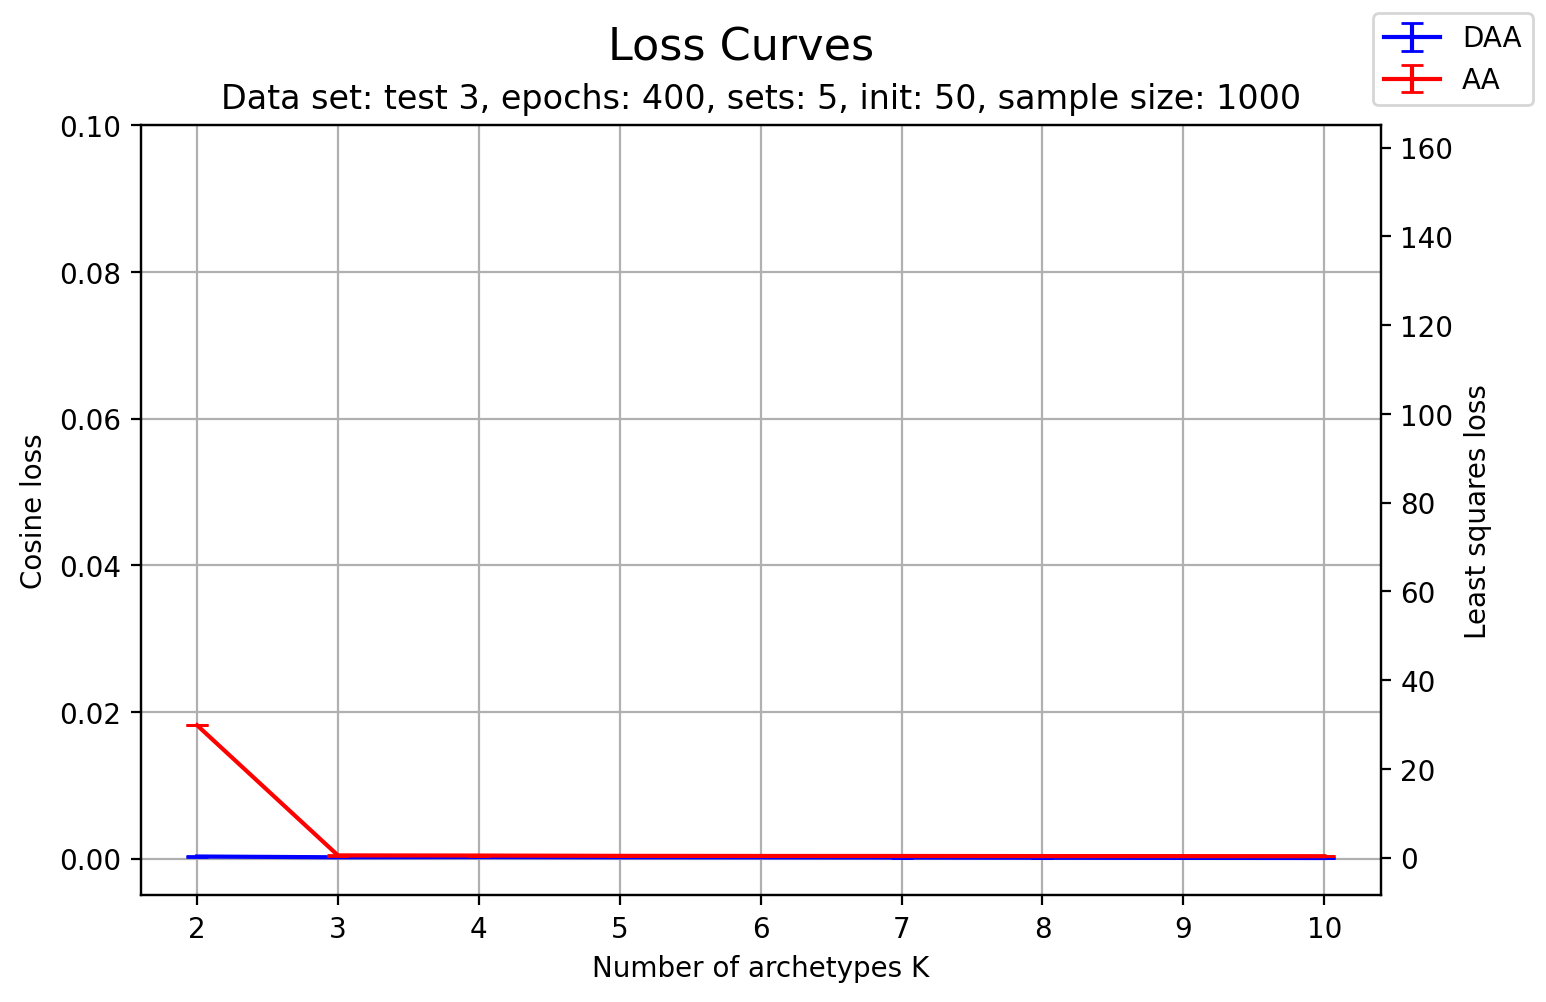 Loss Curves
Data set: test 3, epochs: 400, sets: 5, init: 50, sample size: 1000
DAA
AA
0.10
0.08
0.06
0.04
0.02
0.00
Cosine loss
160
140
120
100
80
60
40
20
0
Least squares loss
2 3 4 5 6 7 8 9 10
Number of archetypes K